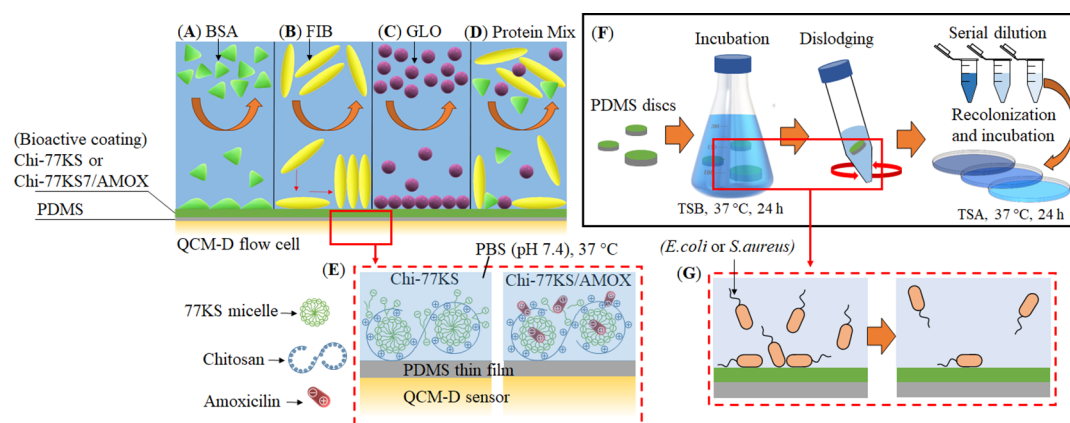 (A) BSA
(B) FIB
(C) GLO
(D) Protein Mix
(Bioactive coating)
Chi-77KS or
Chi-77KS7/AMOX
PDMS
QCM-D flow cell
(E)
PBS (pH 7.4), 37 °C
Chi-77KS
Chi-77KS/AMOX
77KS micelle
Chitosan
Amoxicilin
PDMS thin film
QCM-D sensor
(F)
Incubation
Dislodging
Serial dilution
PDMS discs
Recolonization
and incubation
TSB, 37 °C, 24 h
TSA, 37 °C, 24 h
(E.coli or S.aureus)
(G)